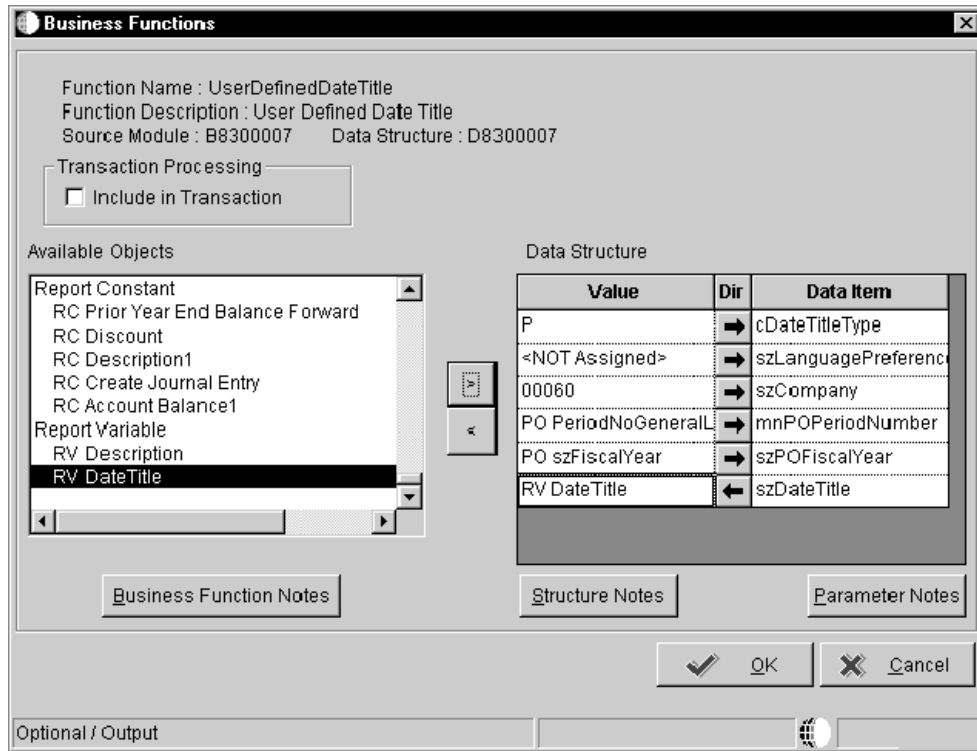 Business Functions
Function Name : UserDefinedDateTitle
Function Description : User Defined Date Title
Source Module : B8300007 Data Structure : D8300007
Transaction Processing
Include in Transaction
Available Objects
Report Constant
RC Prior Year End Balance Forward
RC Discount
RC Description1
RC Create Journal Entry
RC Account Balance1
Report Variable
RV Description
RV DateTitle
>
<
Data Structure
Value Dir Data Item
P cDateTitleType
<NOT Assigned> szLanguagePreference
00060 szCompany
PO PeriodNoGeneralL mnPOPeriodNumber
PO szFiscalYear szPOFiscalYear
RV DateTitle szDateTitle
Business Function Notes
Structure Notes
Parameter Notes
OK
Cancel
Optional / Output